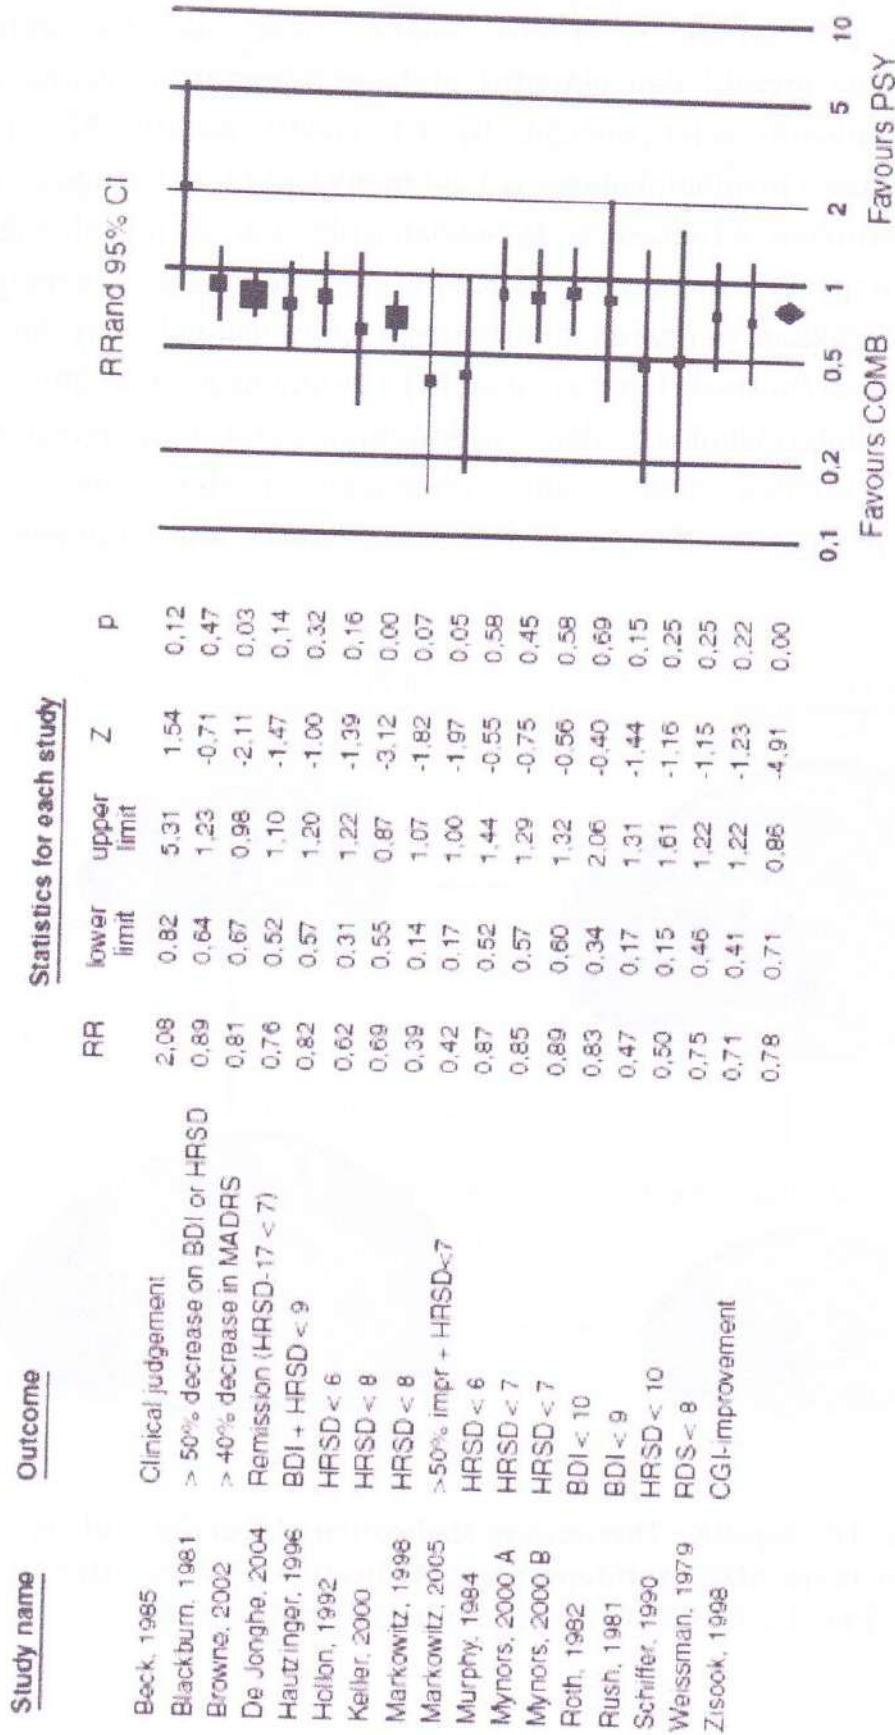 Study name Outcome Statistics for each study RRand 95% CI
RR lower limit upper limit Z p
Beck, 1985 Clinical judgement 2,08 0,82 5,31 1,54 0,12
Blackburn, 1981 > 50% decrease on BDI or HRSD 0,89 0,64 1,23 -0,71 0,47
Browne, 2002 > 40% decrease in MADRS 0,81 0,67 0,98 -2,11 0,03
De Jonghe, 2004 Remission (HRSD-17 < 7) 0,76 0,52 1,10 -1,47 0,14
Hautzinger, 1996 BDI + HRSD < 9 0,82 0,57 1,20 -1,00 0,32
Hollon, 1992 HRSD < 6 0,62 0,31 1,22 -1,39 0,16
Keller, 2000 HRSD < 8 0,69 0,55 0,87 -3,12 0,00
Markowitz, 1998 HRSD < 8 0,39 0,14 1,07 -1,82 0,07
Markowitz, 2005 >50% impr + HRSD<7 0,42 0,17 1,00 -1,97 0,05
Murphy, 1984 HRSD < 6 0,87 0,52 1,44 -0,55 0,58
Mynors, 2000 A HRSD < 7 0,85 0,57 1,29 -0,75 0,45
Mynors, 2000 B HRSD < 7 0,89 0,60 1,32 -0,56 0,58
Roth, 1982 BDI < 10 0,83 0,34 2,06 -0,40 0,69
Rush, 1981 BDI < 9 0,47 0,17 1,31 -1,44 0,15
Schiffer, 1990 HRSD < 10 0,50 0,15 1,61 -1,16 0,25
Weissman, 1979 RDS < 8 0,75 0,46 1,22 -1,15 0,25
Zisook, 1998 CGI-improvement 0,71 0,41 1,22 -1,23 0,22
0,78 0,71 0,86 -4,91 0,00
0,1 0,2 0,5 1 2 5 10
Favours COMB Favours PSY